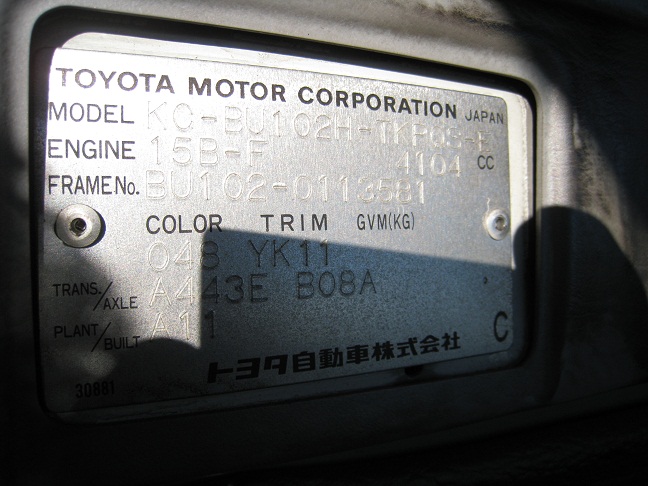 TOYOTA MOTOR CORPORATION JAPAN
MODEL KC-BU102H-TKPQS-E
ENGINE 15B-F 4104 CC
FRAME No. BU102-0113581
COLOR TRIM GVM(KG)
048 YK11
TRANS./AXLE A443E B08A
PLANT/BUILT A11
C
トヨタ自動車株式会社
30881